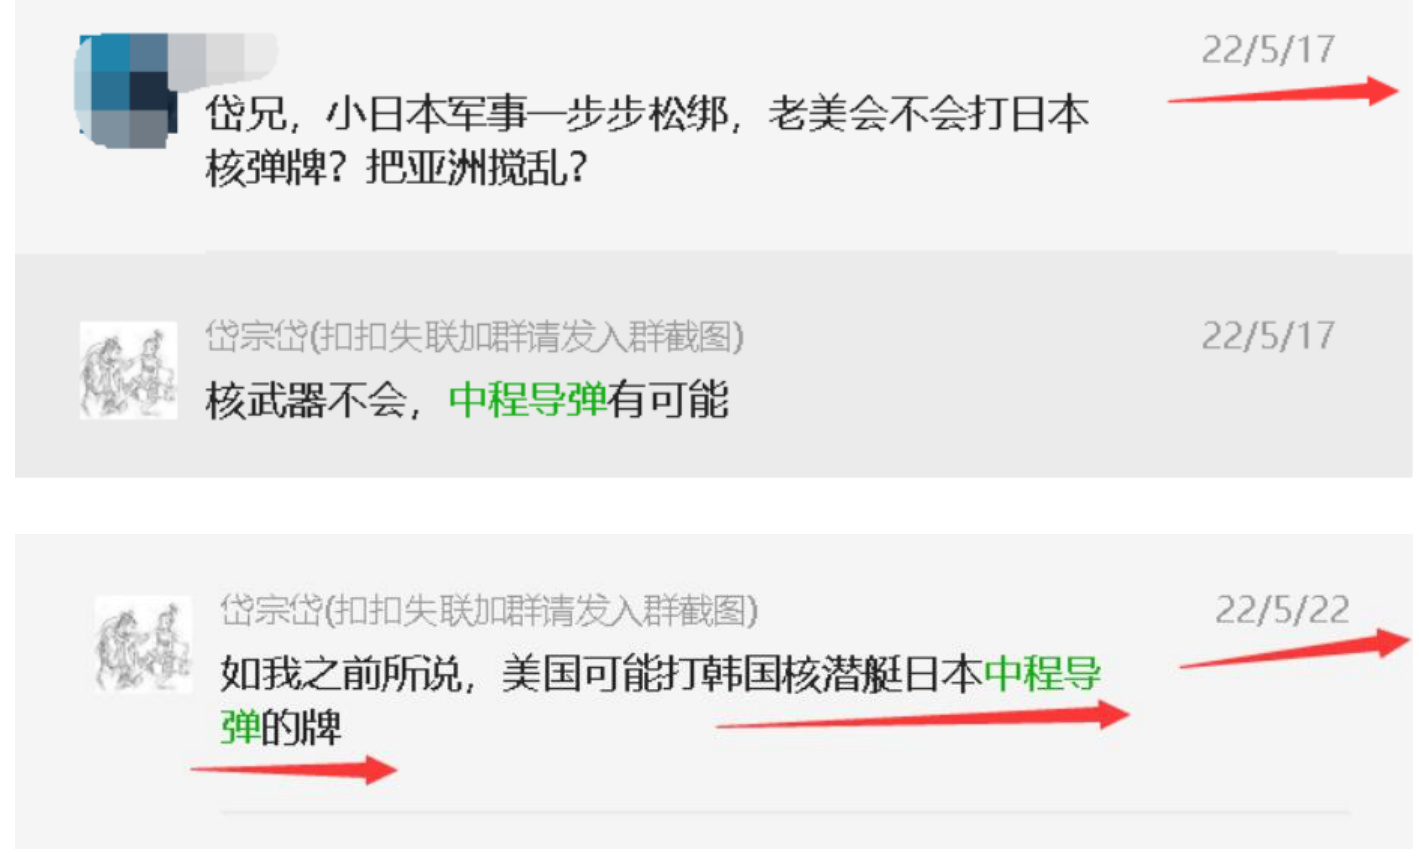 22/5/17
岱兄，小日本军事一步步松绑，老美会不会打日本
核弹牌？把亚洲搅乱？
岱宗岱(扣扣失联加群请发入群截图)
22/5/17
核武器不会，中程导弹有可能
岱宗岱(扣扣失联加群请发入群截图)
22/5/22
如我之前所说，美国可能打韩国核潜艇日本中程导
弹的牌